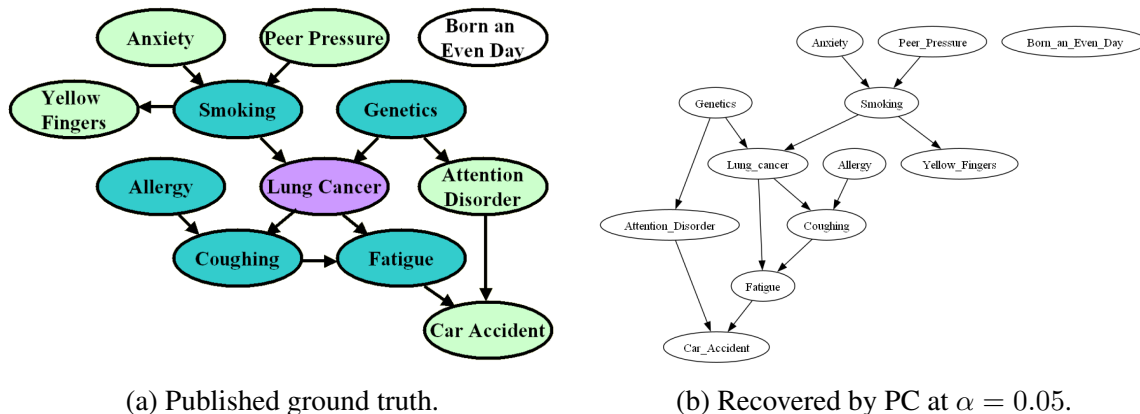 Anxiety
Peer Pressure
Born an
Even Day
Yellow
Fingers
Smoking
Genetics
Allergy
Lung Cancer
Attention
Disorder
Coughing
Fatigue
Car Accident
(a) Published ground truth.
Anxiety
Peer_Pressure
Born_an_Even_Day
Genetics
Smoking
Lung_cancer
Allergy
Yellow_Fingers
Attention_Disorder
Coughing
Fatigue
Car_Accident
(b) Recovered by PC at α = 0.05.